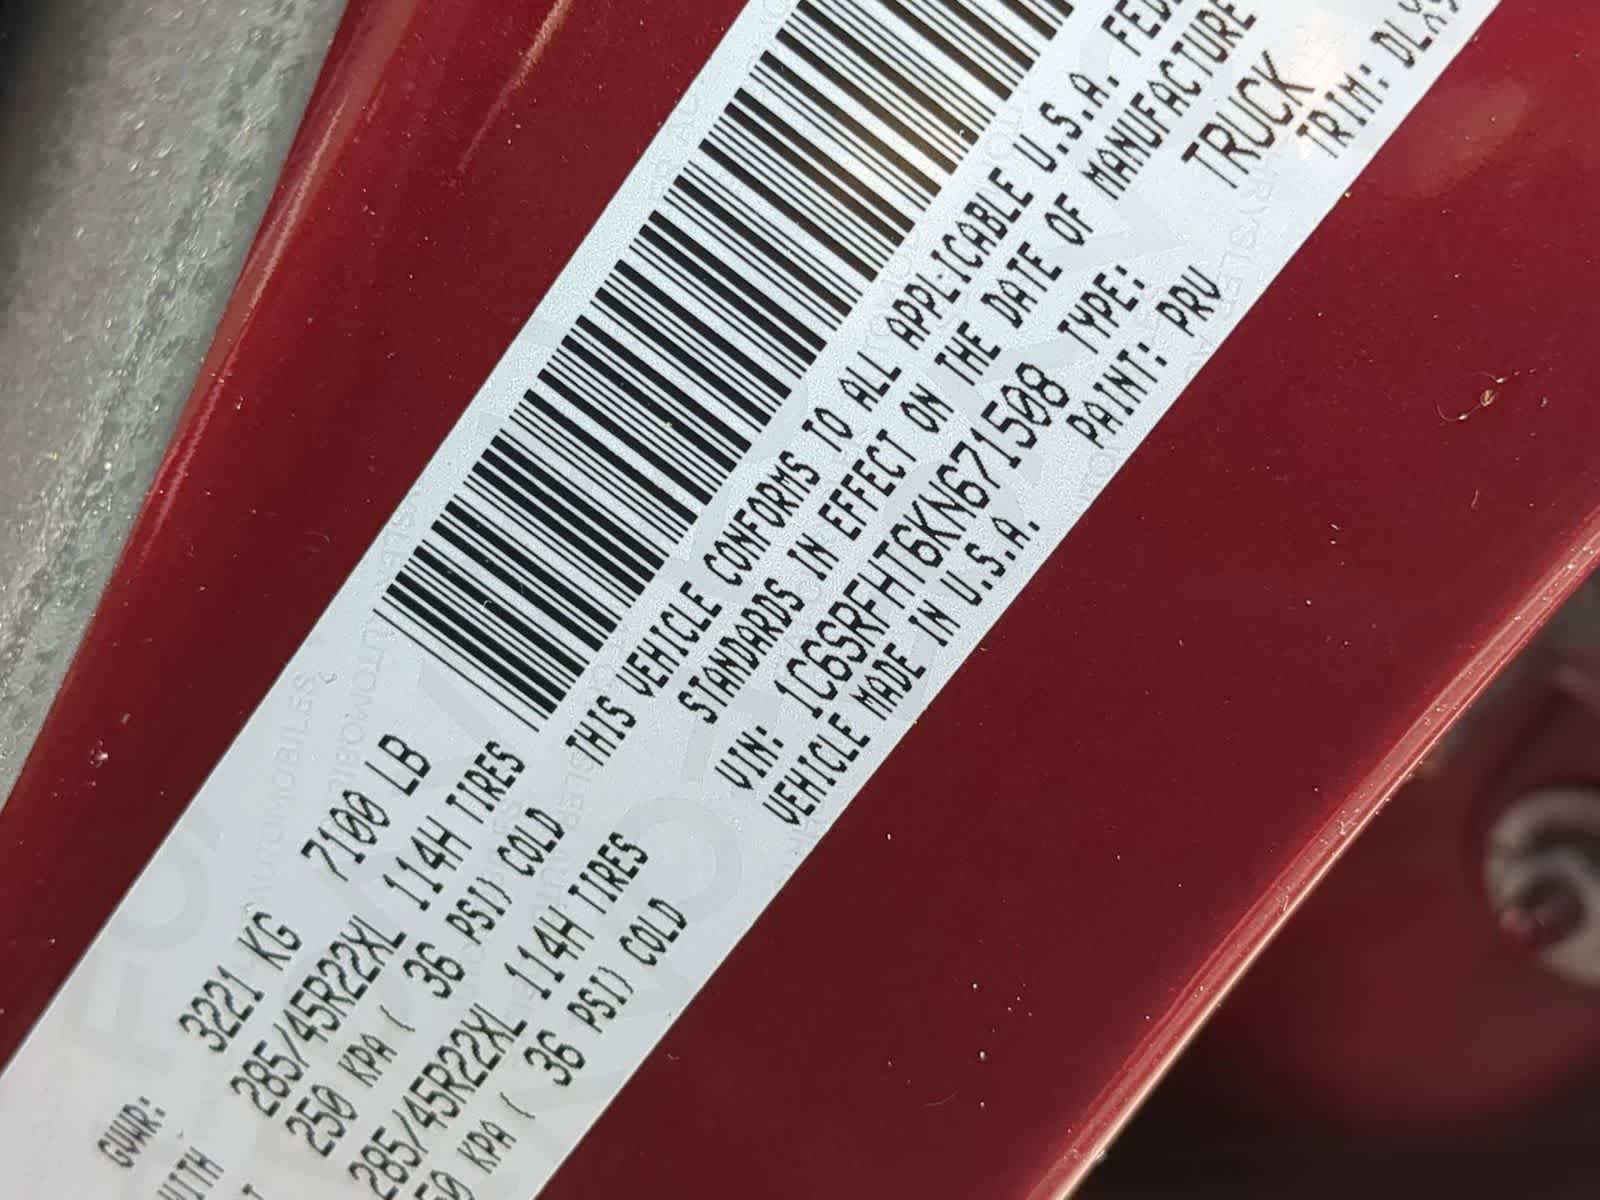 GVWR: 3221 KG 7100 LB
285/45R22XL 114H TIRES
250 KPA ( 36 PSI) COLD
285/45R22XL 114H TIRES
KPA ( 36 PSI) COLD
THIS VEHICLE CONFORMS TO ALL APPLICABLE U.S.A.
STANDARDS IN EFFECT ON THE DATE OF MANUFACTURE
VIN: 1C6SRFHT6KN671508 TYPE: TRUCK
VEHICLE MADE IN U.S.A. PAINT: PRV TRIM: